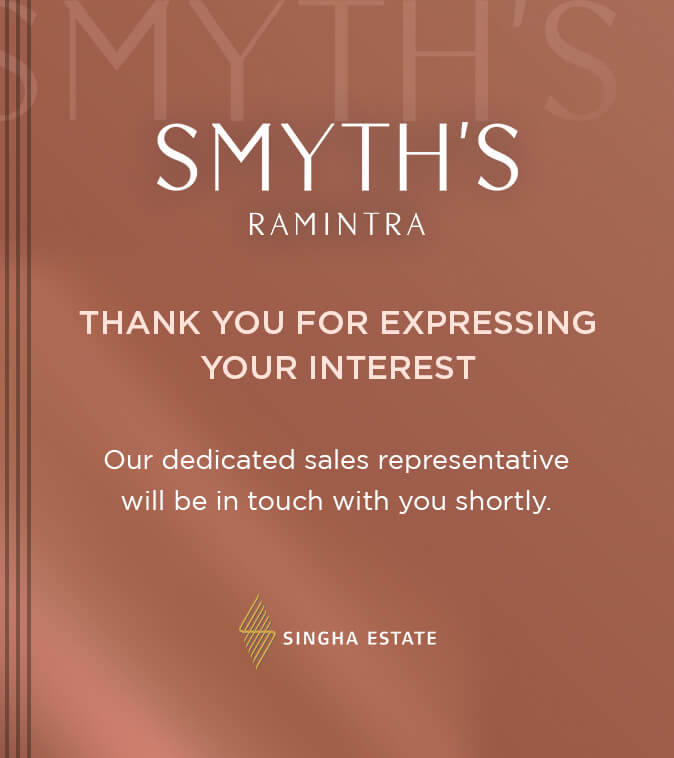 SMYTH'S
SMYTH'S
RAMINTRA
THANK YOU FOR EXPRESSING
YOUR INTEREST
Our dedicated sales representative
will be in touch with you shortly.
SINGHA ESTATE